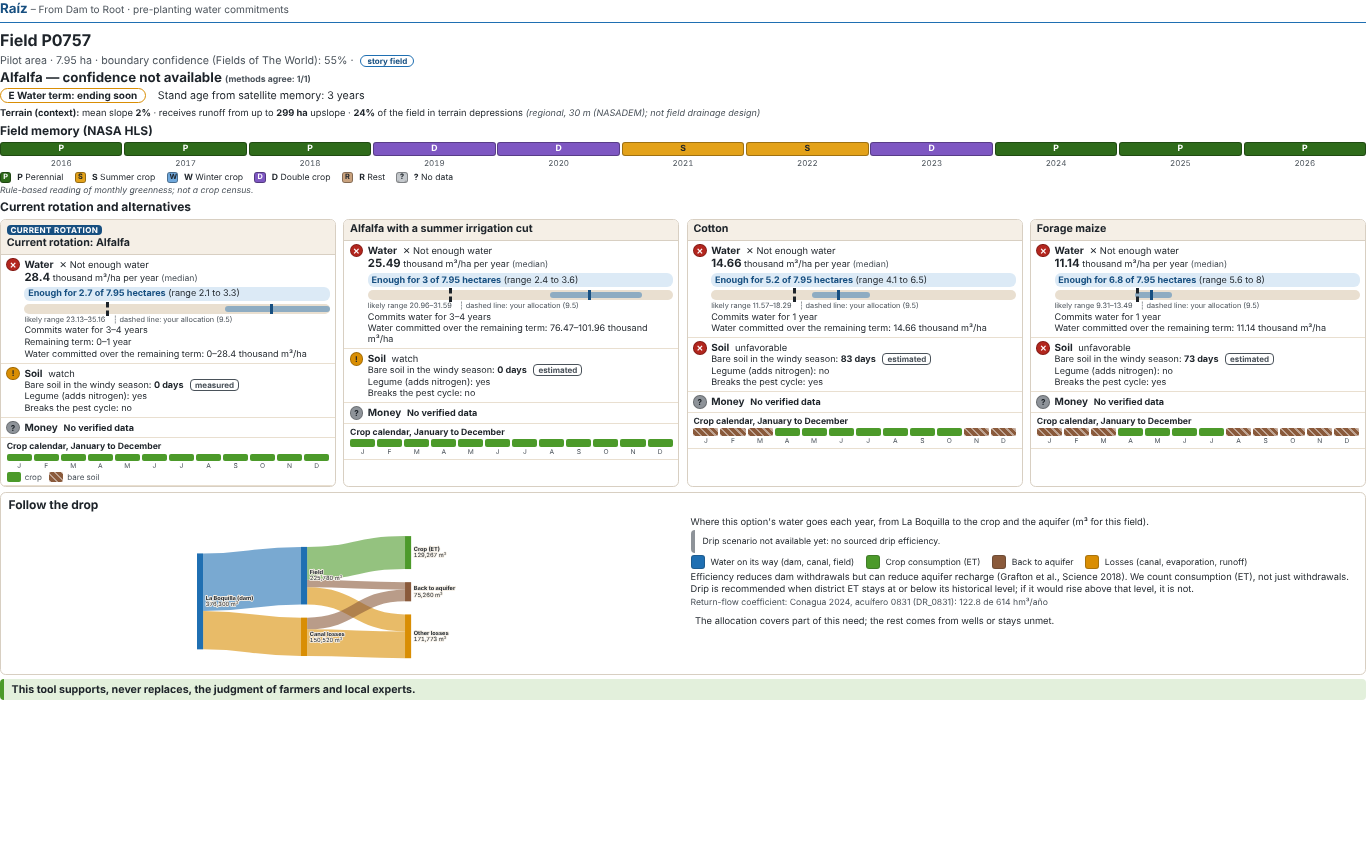 Raíz – From Dam to Root · pre-planting water commitments
Field P0757
Pilot area · 7.95 ha · boundary confidence (Fields of The World): 55% · story field
Alfalfa — confidence not available (methods agree: 1/1)
E Water term: ending soon Stand age from satellite memory: 3 years
Terrain (context): mean slope 2% · receives runoff from up to 299 ha upslope · 24% of the field in terrain depressions (regional, 30 m (NASADEM); not field drainage design)
Field memory (NASA HLS)
P P P D D S S D P P P
2016 2017 2018 2019 2020 2021 2022 2023 2024 2025 2026
P P Perennial S S Summer crop W W Winter crop D D Double crop R R Rest ? ? No data
Rule-based reading of monthly greenness; not a crop census.
Current rotation and alternatives
CURRENT ROTATION
Current rotation: Alfalfa
Water ✕ Not enough water
28.4 thousand m³/ha per year (median)
Enough for 2.7 of 7.95 hectares (range 2.1 to 3.3)
likely range 23.13–35.16 dashed line: your allocation (9.5)
Commits water for 3–4 years
Remaining term: 0–1 year
Water committed over the remaining term: 0–28.4 thousand m³/ha
! Soil watch
Bare soil in the windy season: 0 days measured
Legume (adds nitrogen): yes
Breaks the pest cycle: no
? Money No verified data
Crop calendar, January to December
J F M A M J J A S O N D
crop bare soil
Alfalfa with a summer irrigation cut
Water ✕ Not enough water
25.49 thousand m³/ha per year (median)
Enough for 3 of 7.95 hectares (range 2.4 to 3.6)
likely range 20.96–31.59 dashed line: your allocation (9.5)
Commits water for 3–4 years
Water committed over the remaining term: 76.47–101.96 thousand
m³/ha
! Soil watch
Bare soil in the windy season: 0 days estimated
Legume (adds nitrogen): yes
Breaks the pest cycle: no
? Money No verified data
Crop calendar, January to December
J F M A M J J A S O N D
Cotton
Water ✕ Not enough water
14.66 thousand m³/ha per year (median)
Enough for 5.2 of 7.95 hectares (range 4.1 to 6.5)
likely range 11.57–18.29 dashed line: your allocation (9.5)
Commits water for 1 year
Water committed over the remaining term: 14.66 thousand m³/ha
Soil unfavorable
Bare soil in the windy season: 83 days estimated
Legume (adds nitrogen): no
Breaks the pest cycle: yes
? Money No verified data
Crop calendar, January to December
J F M A M J J A S O N D
Forage maize
Water ✕ Not enough water
11.14 thousand m³/ha per year (median)
Enough for 6.8 of 7.95 hectares (range 5.6 to 8)
likely range 9.31–13.49 dashed line: your allocation (9.5)
Commits water for 1 year
Water committed over the remaining term: 11.14 thousand m³/ha
Soil unfavorable
Bare soil in the windy season: 73 days estimated
Legume (adds nitrogen): no
Breaks the pest cycle: yes
? Money No verified data
Crop calendar, January to December
J F M A M J J A S O N D
Follow the drop
La Boquilla (dam)
376,300 m³
Field
225,780 m³
Canal losses
150,520 m³
Crop (ET)
129,267 m³
Back to aquifer
75,260 m³
Other losses
171,773 m³
Where this option's water goes each year, from La Boquilla to the crop and the aquifer (m³ for this field).
Drip scenario not available yet: no sourced drip efficiency.
Water on its way (dam, canal, field) Crop consumption (ET) Back to aquifer Losses (canal, evaporation, runoff)
Efficiency reduces dam withdrawals but can reduce aquifer recharge (Grafton et al., Science 2018). We count consumption (ET), not just withdrawals.
Drip is recommended when district ET stays at or below its historical level; if it would rise above that level, it is not.
Return-flow coefficient: Conagua 2024, acuífero 0831 (DR_0831): 122.8 de 614 hm³/año
The allocation covers part of this need; the rest comes from wells or stays unmet.
This tool supports, never replaces, the judgment of farmers and local experts.